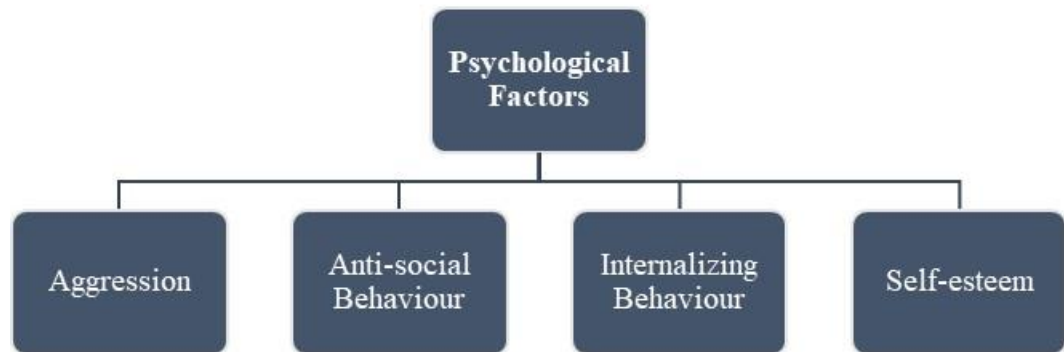 Psychological
Factors
Aggression
Anti-social
Behaviour
Internalizing
Behaviour
Self-esteem